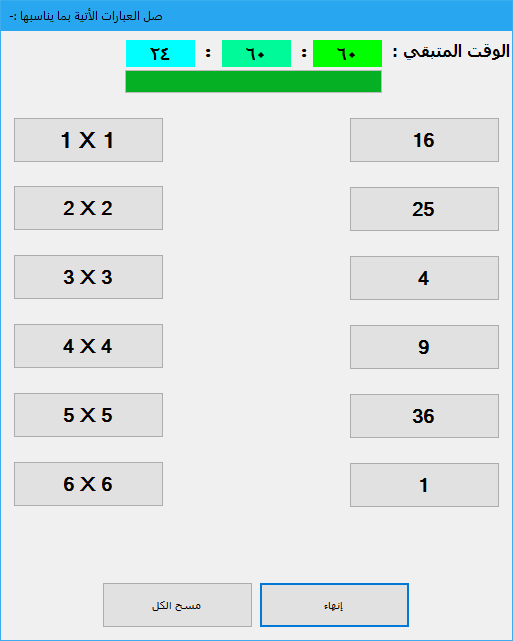 صل العبارات الأتية بما يناسبها :-
الوقت المتبقي : ٦٠ : ٦٠ : ٢٤
1 X 1 16
2 X 2 25
3 X 3 4
4 X 4 9
5 X 5 36
6 X 6 1
مسح الكل إنهاء